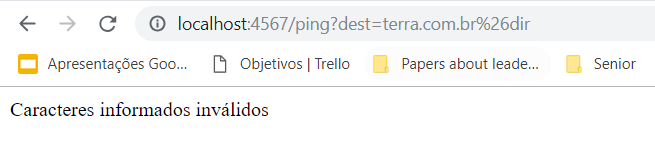 localhost:4567/ping?dest=terra.com.br%26dir
Apresentações Goo... Objetivos | Trello Papers about leade... Senior
Caracteres informados inválidos